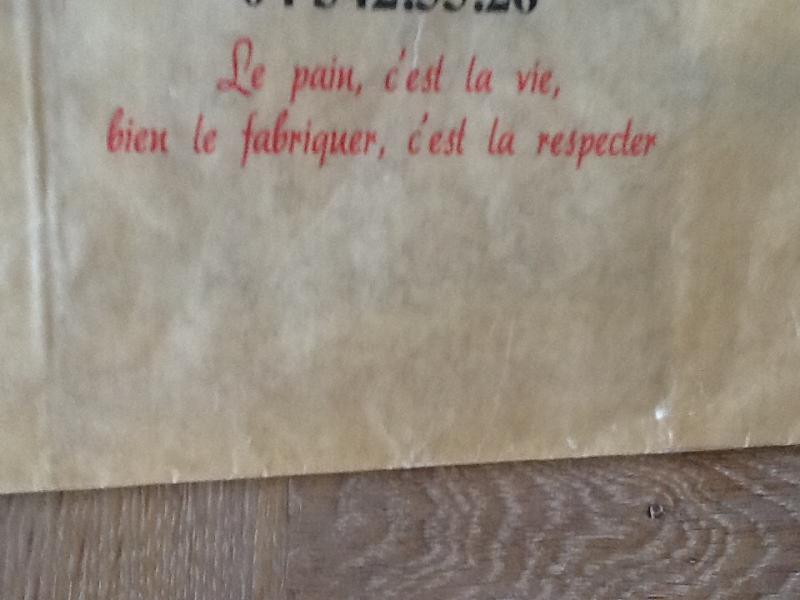 Le pain, c'est la vie,
bien le fabriquer, c'est la respecter